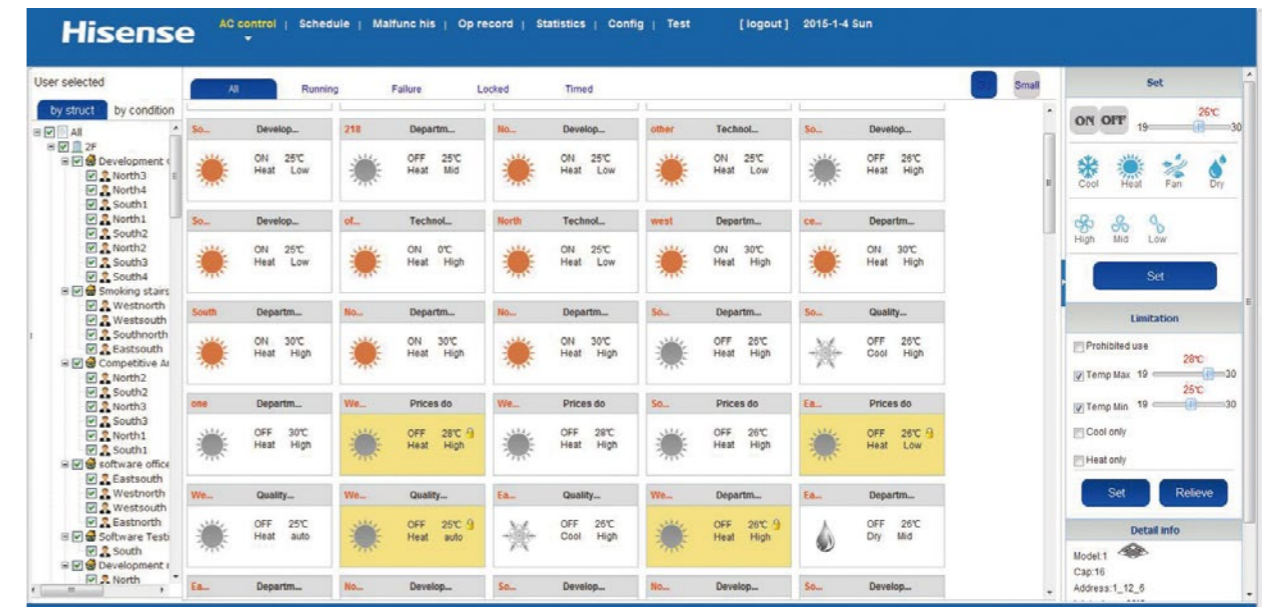 Hisense
AC control | Schedule | Malfunc his | Op record | Statistics | Config | Test [ logout ] 2015-1-4 Sun
User selected
by struct by condition
All
2F
Development
North3
North4
South1
North1
South2
North2
South3
South4
Smoking stairs
Westnorth
Westsouth
Southnorth
Eastsouth
Competitive
North2
South2
North3
South3
North1
South1
software office
Eastsouth
Westnorth
Westsouth
Eastnorth
Software Testi
South
Development
North
All Running Failure Locked Timed Small
So... Develop... 218 Departm... No... Develop... other Technol... So... Develop...
ON 25℃ OFF 25℃ ON 25℃ ON 25℃ OFF 26℃
Heat Low Heat Mid Heat Low Heat Low Heat High
So... Develop... of... Technol... North Technol... west Departm... ce... Departm...
ON 25℃ ON 0℃ ON 25℃ ON 30℃ ON 30℃
Heat Low Heat High Heat Low Heat High Heat High
South Departm... No... Departm... No... Departm... So... Departm... So... Quality...
ON 30℃ ON 30℃ ON 30℃ OFF 26℃ OFF 26℃
Heat High Heat High Heat High Heat High Cool High
one Departm... We... Prices do We... Prices do So... Prices do Ea... Prices do
OFF 30℃ OFF 28℃ OFF 28℃ OFF 26℃ OFF 26℃
Heat High Heat High Heat High Heat High Heat Low
We... Quality... We... Quality... Ea... Quality... We... Departm... Ea... Departm...
OFF 25℃ OFF 25℃ OFF 26℃ OFF 26℃ OFF 26℃
Heat auto Heat auto Cool High Heat High Dry Mid
Ea... Departm... No... Develop... So... Develop... No... Develop... So... Develop...
Set
ON OFF 26℃
19 30
Cool Heat Fan Dry
High Mid Low
Set
Limitation
Prohibited use
28℃
Temp Max 19 30
25℃
Temp Min 19 30
Cool only
Heat only
Set Relieve
Detail info
Model:1
Cap:16
Address:1_12_6